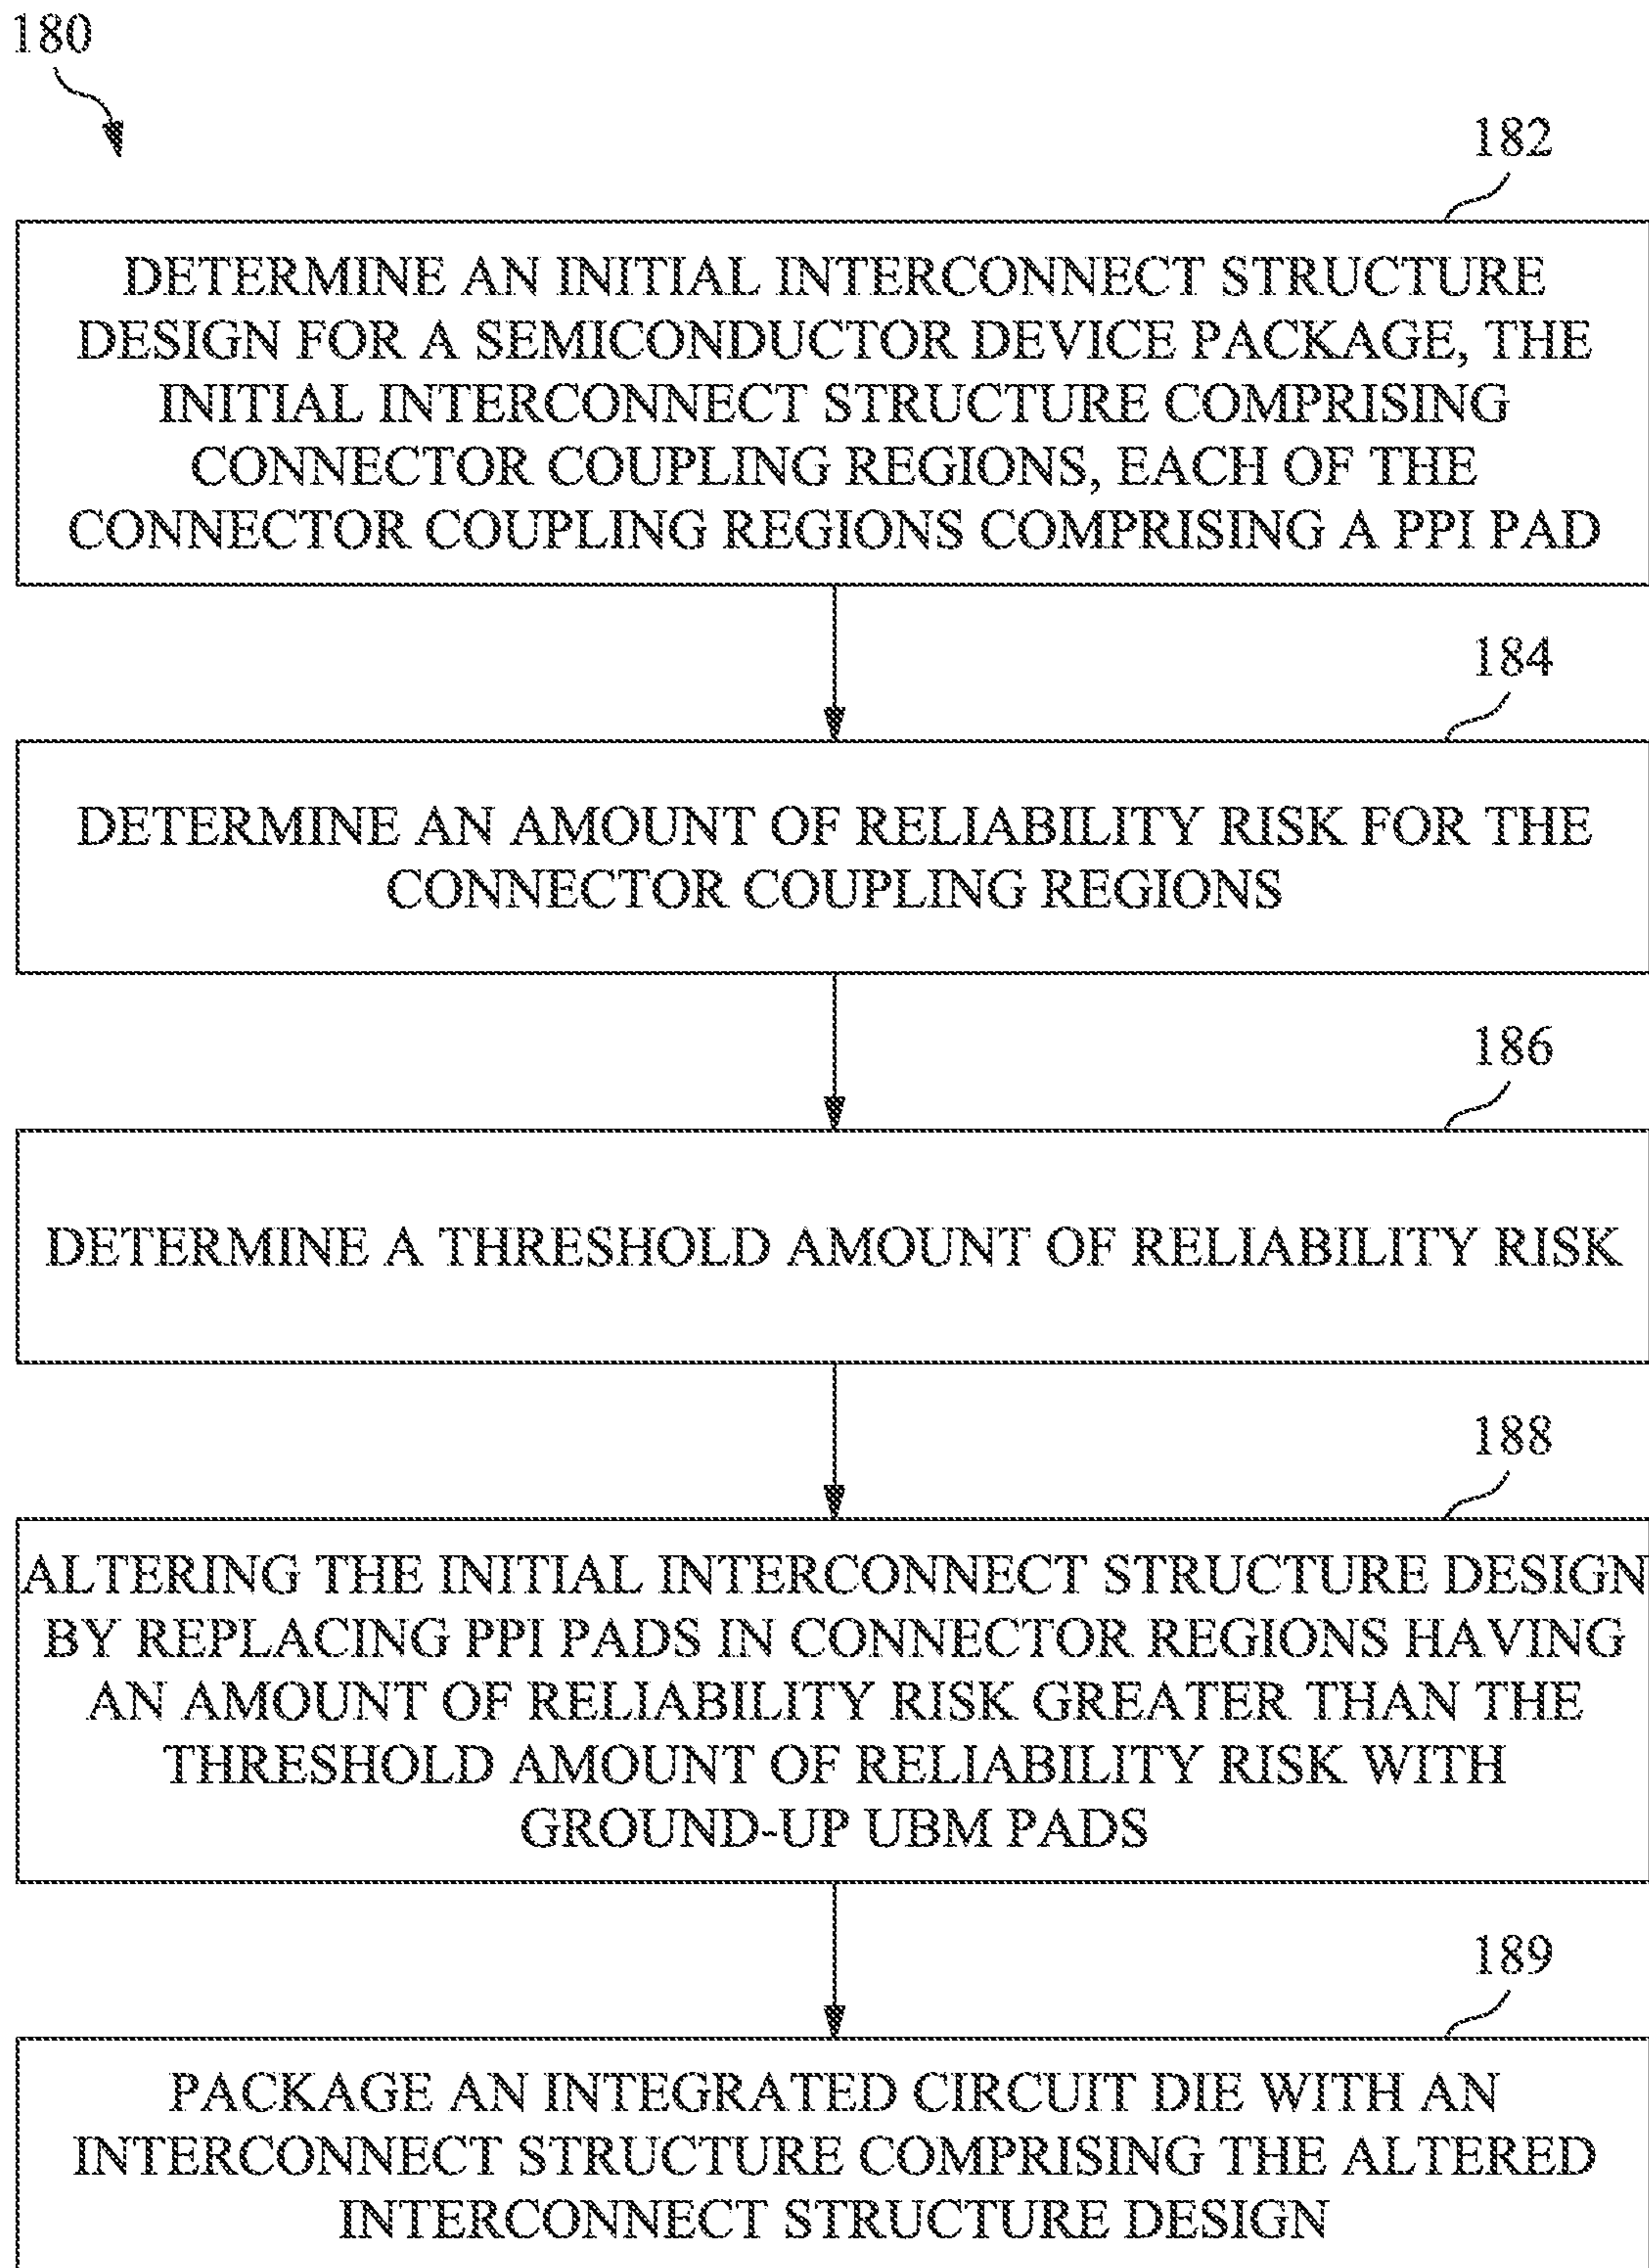 180
182
DETERMINE AN INITIAL INTERCONNECT STRUCTURE
DESIGN FOR A SEMICONDUCTOR DEVICE PACKAGE, THE
INITIAL INTERCONNECT STRUCTURE COMPRISING
CONNECTOR COUPLING REGIONS, EACH OF THE
CONNECTOR COUPLING REGIONS COMPRISING A PPI PAD
184
DETERMINE AN AMOUNT OF RELIABILITY RISK FOR THE
CONNECTOR COUPLING REGIONS
186
DETERMINE A THRESHOLD AMOUNT OF RELIABILITY RISK
188
ALTERING THE INITIAL INTERCONNECT STRUCTURE DESIGN
BY REPLACING PPI PADS IN CONNECTOR REGIONS HAVING
AN AMOUNT OF RELIABILITY RISK GREATER THAN THE
THRESHOLD AMOUNT OF RELIABILITY RISK WITH
GROUND-UP UBM PADS
189
PACKAGE AN INTEGRATED CIRCUIT DIE WITH AN
INTERCONNECT STRUCTURE COMPRISING THE ALTERED
INTERCONNECT STRUCTURE DESIGN